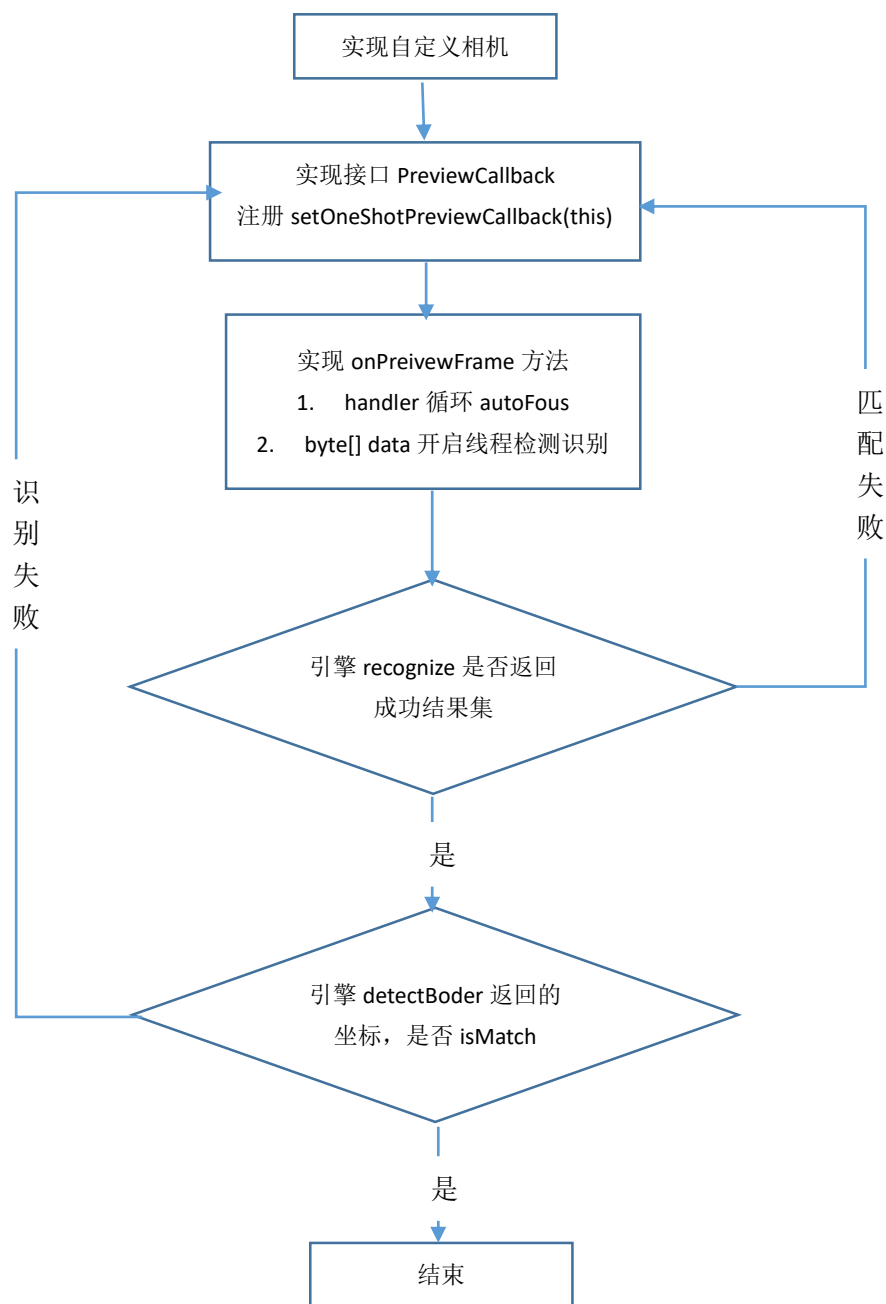 实现自定义相机
实现接口 PreviewCallback
注册 setOneShotPreviewCallback(this)
实现 onPreivewFrame 方法
1. handler 循环 autoFous
2. byte[] data 开启线程检测识别
匹配失败
识别失败
引擎 recognize 是否返回
成功结果集
是
引擎 detectBoder 返回的
坐标，是否 isMatch
是
结束